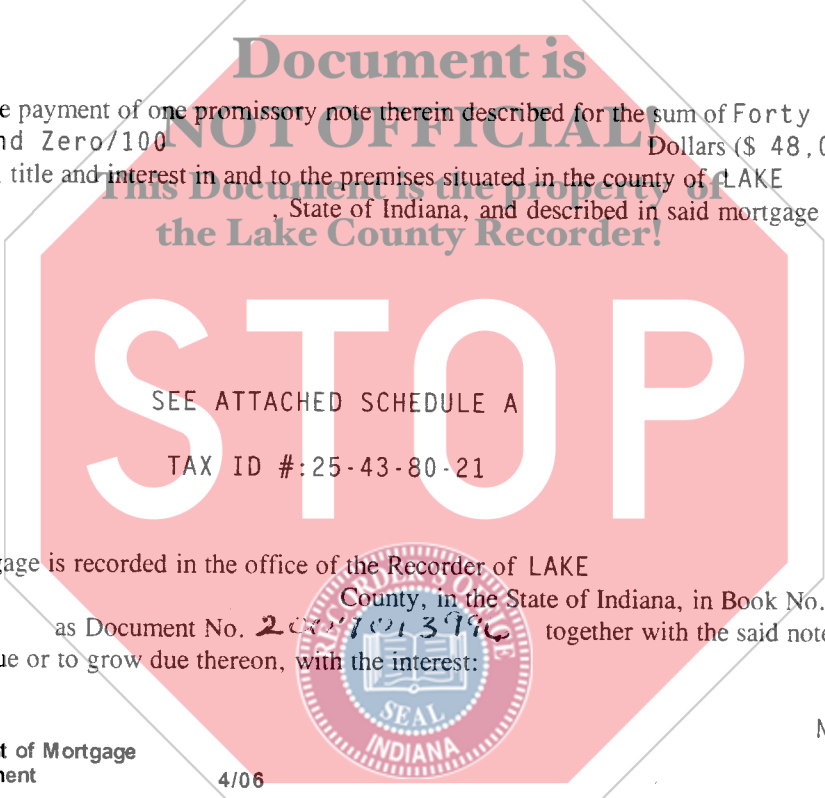 Document is
e payment of one promissory note therein described for the sum of Forty
nd Zero/100 Dollars ($ 48,0
NOT OFFICIAL!
title and interest in and to the premises situated in the county of LAKE
This Document is the property of
, State of Indiana, and described in said mortgage
the Lake County Recorder!
STOP
SEE ATTACHED SCHEDULE A
TAX ID #:25-43-80-21
gage is recorded in the office of the Recorder of LAKE
County, in the State of Indiana, in Book No.
as Document No. together with the said note
ue or to grow due thereon, with the interest:
RECORDER'S OFFICE
SEAL
INDIANA
t of Mortgage
nent 4/06